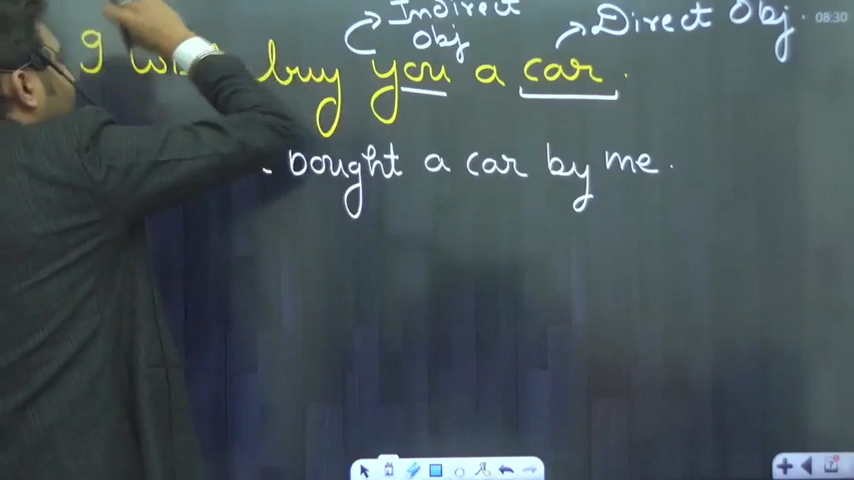 Indirect
Obj
Direct Obj
08:30
I buy you a car.
bought a car by me.